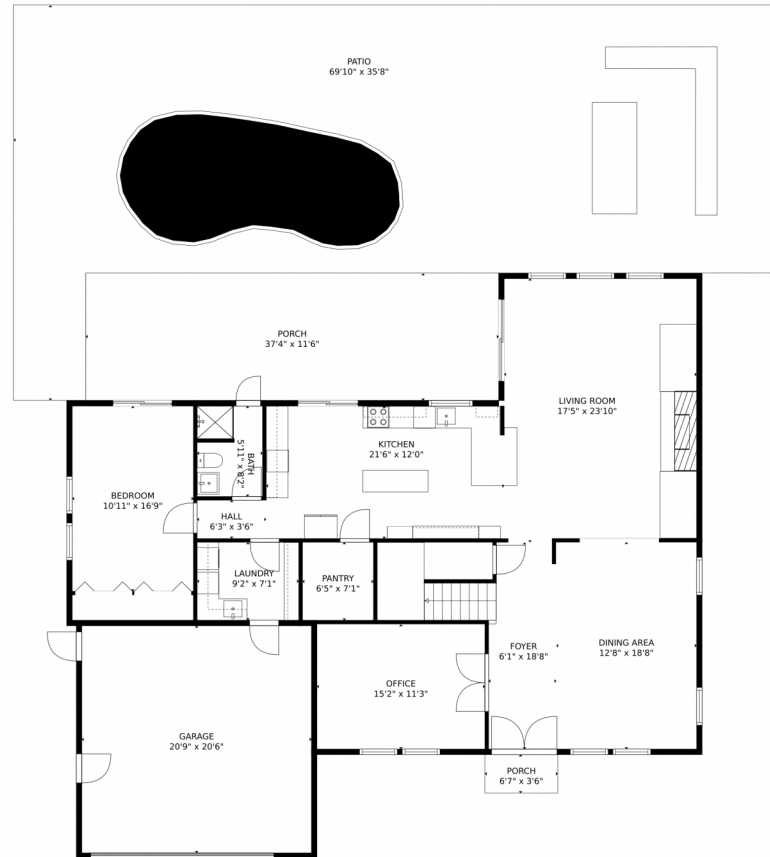 PATIO
69'10" x 35'8"
PORCH
37'4" x 11'6"
LIVING ROOM
17'5" x 23'10"
KITCHEN
21'6" x 12'0"
BATH
5'11" x 8'2"
BEDROOM
10'11" x 16'9"
HALL
6'3" x 3'6"
LAUNDRY
9'2" x 7'1"
PANTRY
6'5" x 7'1"
FOYER
6'1" x 18'8"
DINING AREA
12'8" x 18'8"
OFFICE
15'2" x 11'3"
GARAGE
20'9" x 20'6"
PORCH
6'7" x 3'6"